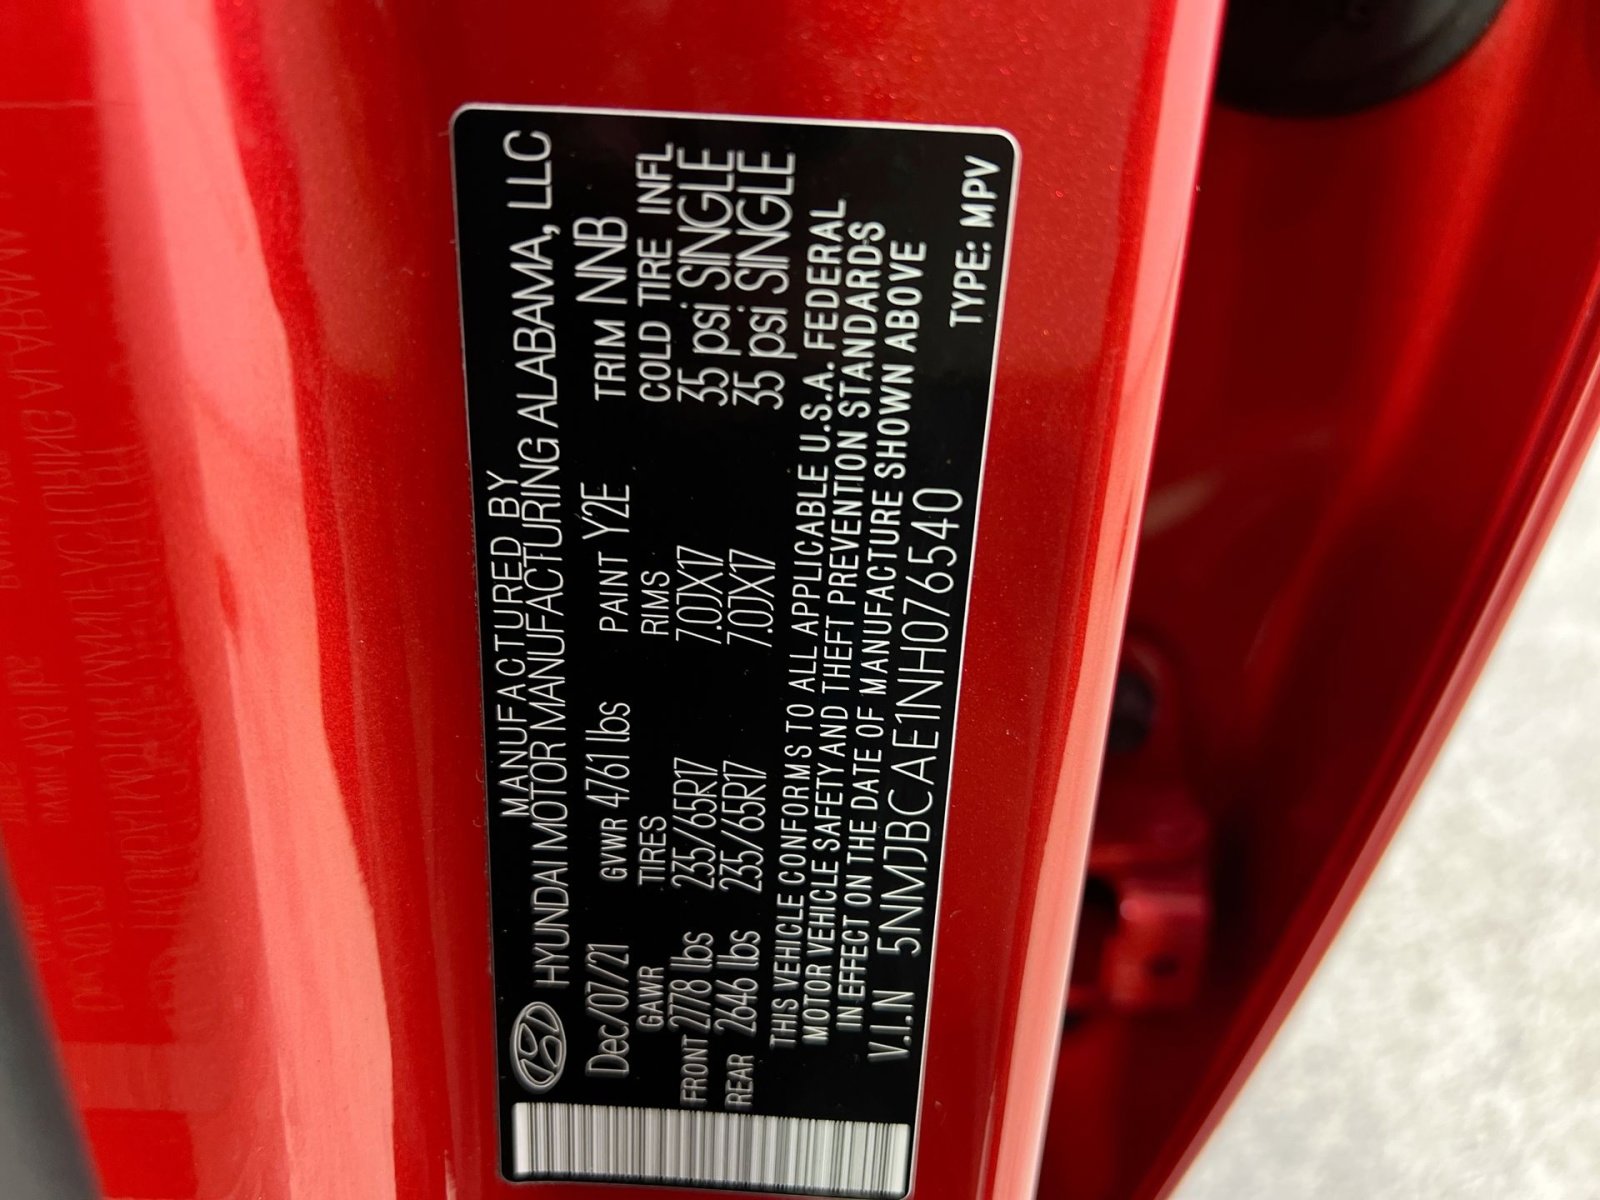 MANUFACTURED BY
HYUNDAI MOTOR MANUFACTURING ALABAMA, LLC
Dec/07/21 GVWR 4761 lbs PAINT Y2E TRIM NNB
GAWR TIRES RIMS COLD TIRE INFL
FRONT 2778 lbs 235/65R17 7.0JX17 35 psi SINGLE
REAR 2646 lbs 235/65R17 7.0JX17 35 psi SINGLE
THIS VEHICLE CONFORMS TO ALL APPLICABLE U.S.A. FEDERAL
MOTOR VEHICLE SAFETY AND THEFT PREVENTION STANDARDS
IN EFFECT ON THE DATE OF MANUFACTURE SHOWN ABOVE
V.I.N 5NMJBCAE1NH076540 TYPE: MPV